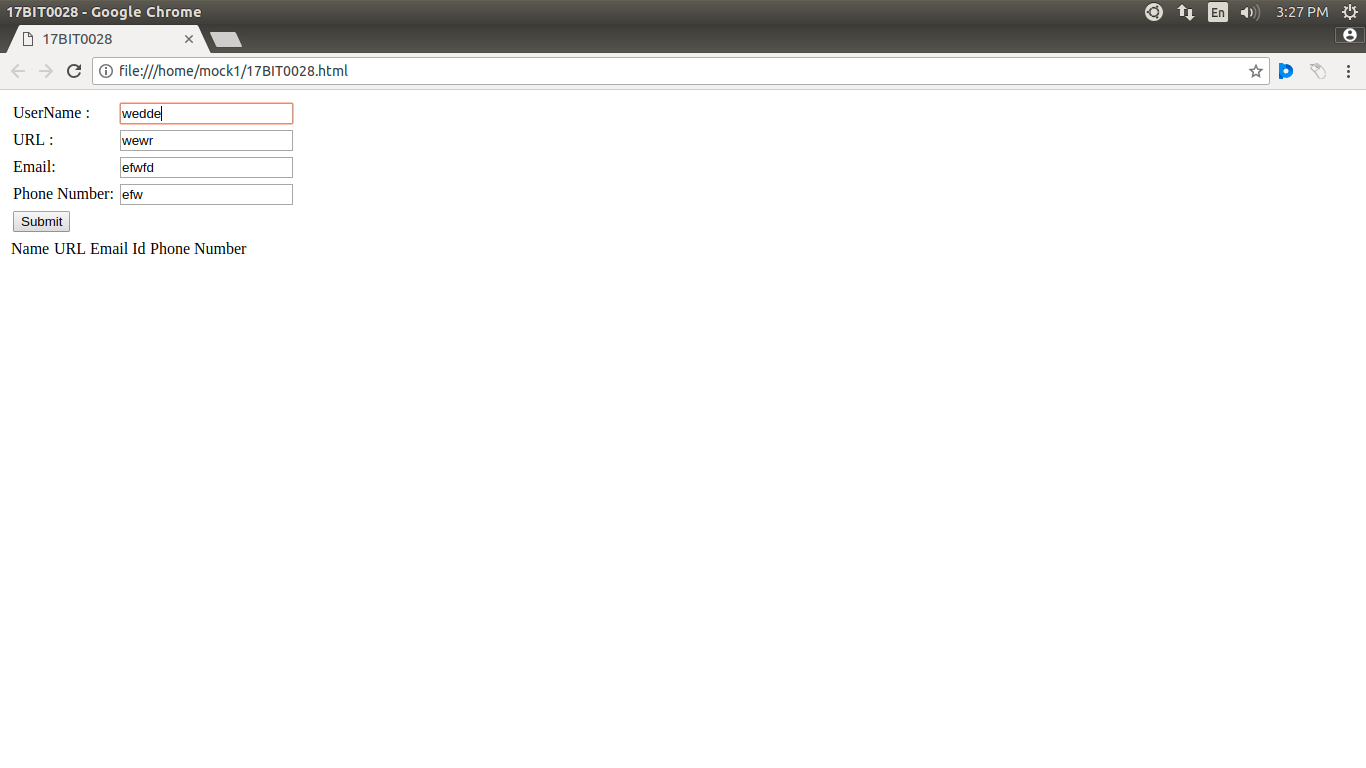 17BIT0028 - Google Chrome
En
3:27 PM
17BIT0028
file:///home/mock1/17BIT0028.html
UserName :
wedde
URL :
wewr
Email:
efwfd
Phone Number:
efw
Submit
Name URL Email Id Phone Number